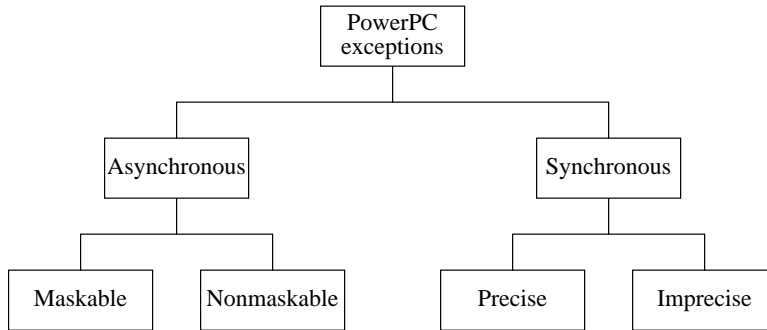 PowerPC
exceptions
Asynchronous
Synchronous
Maskable
Nonmaskable
Precise
Imprecise